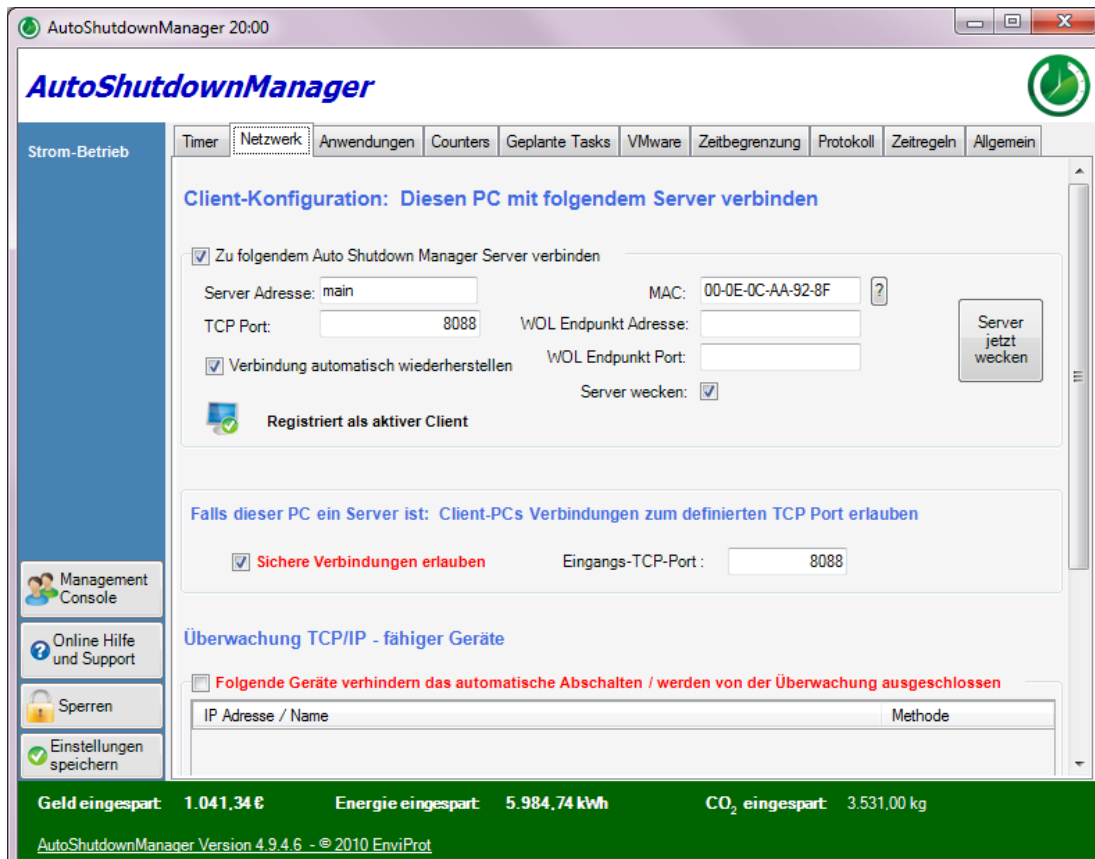 AutoShutdownManager 20:00
AutoShutdownManager
Strom-Betrieb
Timer Netzwerk Anwendungen Counters Geplante Tasks VMware Zeitbegrenzung Protokoll Zeitregeln Allgemein
Client-Konfiguration: Diesen PC mit folgendem Server verbinden
Zu folgendem Auto Shutdown Manager Server verbinden
Server Adresse: main
MAC: 00-0E-0C-AA-92-8F ?
TCP Port: 8088
WOL Endpunkt Adresse:
Verbindung automatisch wiederherstellen
WOL Endpunkt Port:
Server wecken:
Server
jetzt
wecken
Registriert als aktiver Client
Falls dieser PC ein Server ist: Client-PCs Verbindungen zum definierten TCP Port erlauben
Sichere Verbindungen erlauben
Eingangs-TCP-Port : 8088
Überwachung TCP/IP - fähiger Geräte
Folgende Geräte verhindern das automatische Abschalten / werden von der Überwachung ausgeschlossen
IP Adresse / Name Methode
Management
Console
Online Hilfe
und Support
Sperren
Einstellungen
speichern
Geld eingespart: 1.041,34 € Energie eingespart: 5.984,74 kWh CO2 eingespart: 3.531,00 kg
AutoShutdownManager Version 4.9.4.6 - © 2010 EnviProt